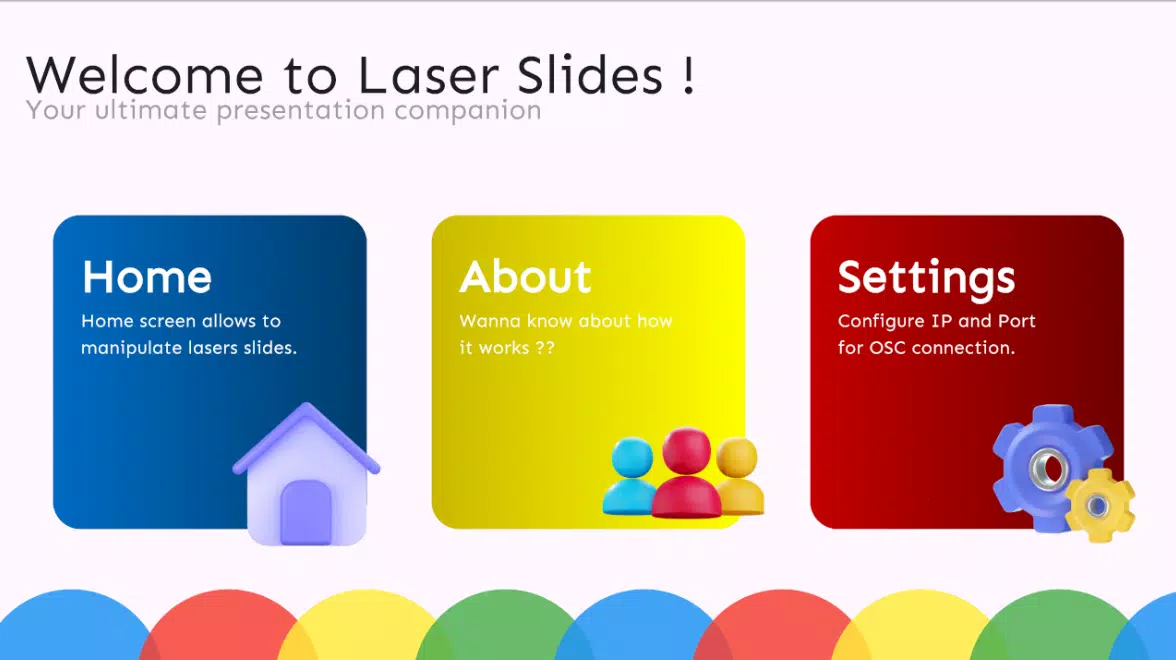 Welcome to Laser Slides !
Your ultimate presentation companion
Home
Home screen allows to
manipulate lasers slides.
About
Wanna know about how
it works ??
Settings
Configure IP and Port
for OSC connection.